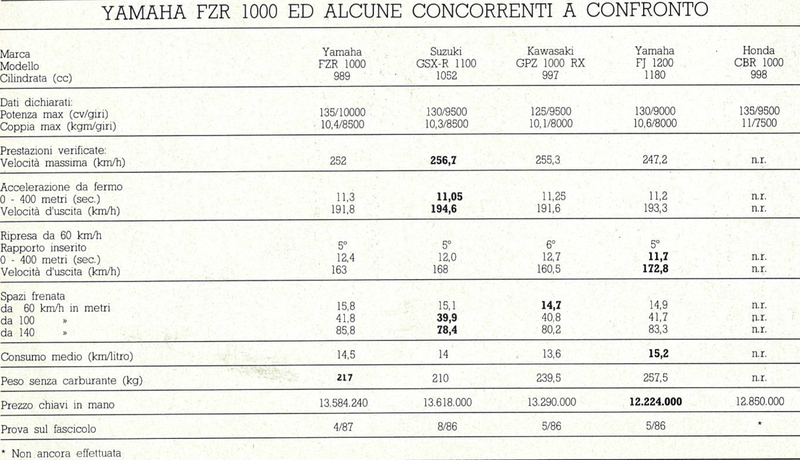 YAMAHA FZR 1000 ED ALCUNE CONCORRENTI A CONFRONTO
Marca Yamaha Suzuki Kawasaki Yamaha Honda
Modello FZR 1000 GSX-R 1100 GPZ 1000 RX FJ 1200 CBR 1000
Cilindrata (cc) 989 1052 997 1180 998
Dati dichiarati:
Potenza max (cv/giri) 135/10000 130/9500 125/9500 130/9000 135/9500
Coppia max (kgm/giri) 10,4/8500 10,3/8500 10,1/8000 10,6/8000 11/7500
Prestazioni verificate:
Velocità massima (km/h) 252 256,7 255,3 247,2 n.r.
Accelerazione da fermo
0 - 400 metri (sec.) 11,3 11,05 11,25 11,2 n.r.
Velocità d'uscita (km/h) 191,8 194,6 191,6 193,3 n.r.
Ripresa da 60 km/h
Rapporto inserito 5° 5° 6° 5°
0 - 400 metri (sec.) 12,4 12,0 12,7 11,7 n.r.
Velocità d'uscita (km/h) 163 168 160,5 172,8 n.r.
Spazi frenata
da 60 km/h in metri 15,8 15,1 14,7 14,9 n.r.
da 100 » 41,8 39,9 40,8 41,7 n.r.
da 140 » 85,8 78,4 80,2 83,3 n.r.
Consumo medio (km/litro) 14,5 14 13,6 15,2 n.r.
Peso senza carburante (kg) 217 210 239,5 257,5 n.r.
Prezzo chiavi in mano 13.584.240 13.618.000 13.290.000 12.224.000 12.850.000
Prova sul fascicolo 4/87 8/86 5/86 5/86 *
* Non ancora effettuata